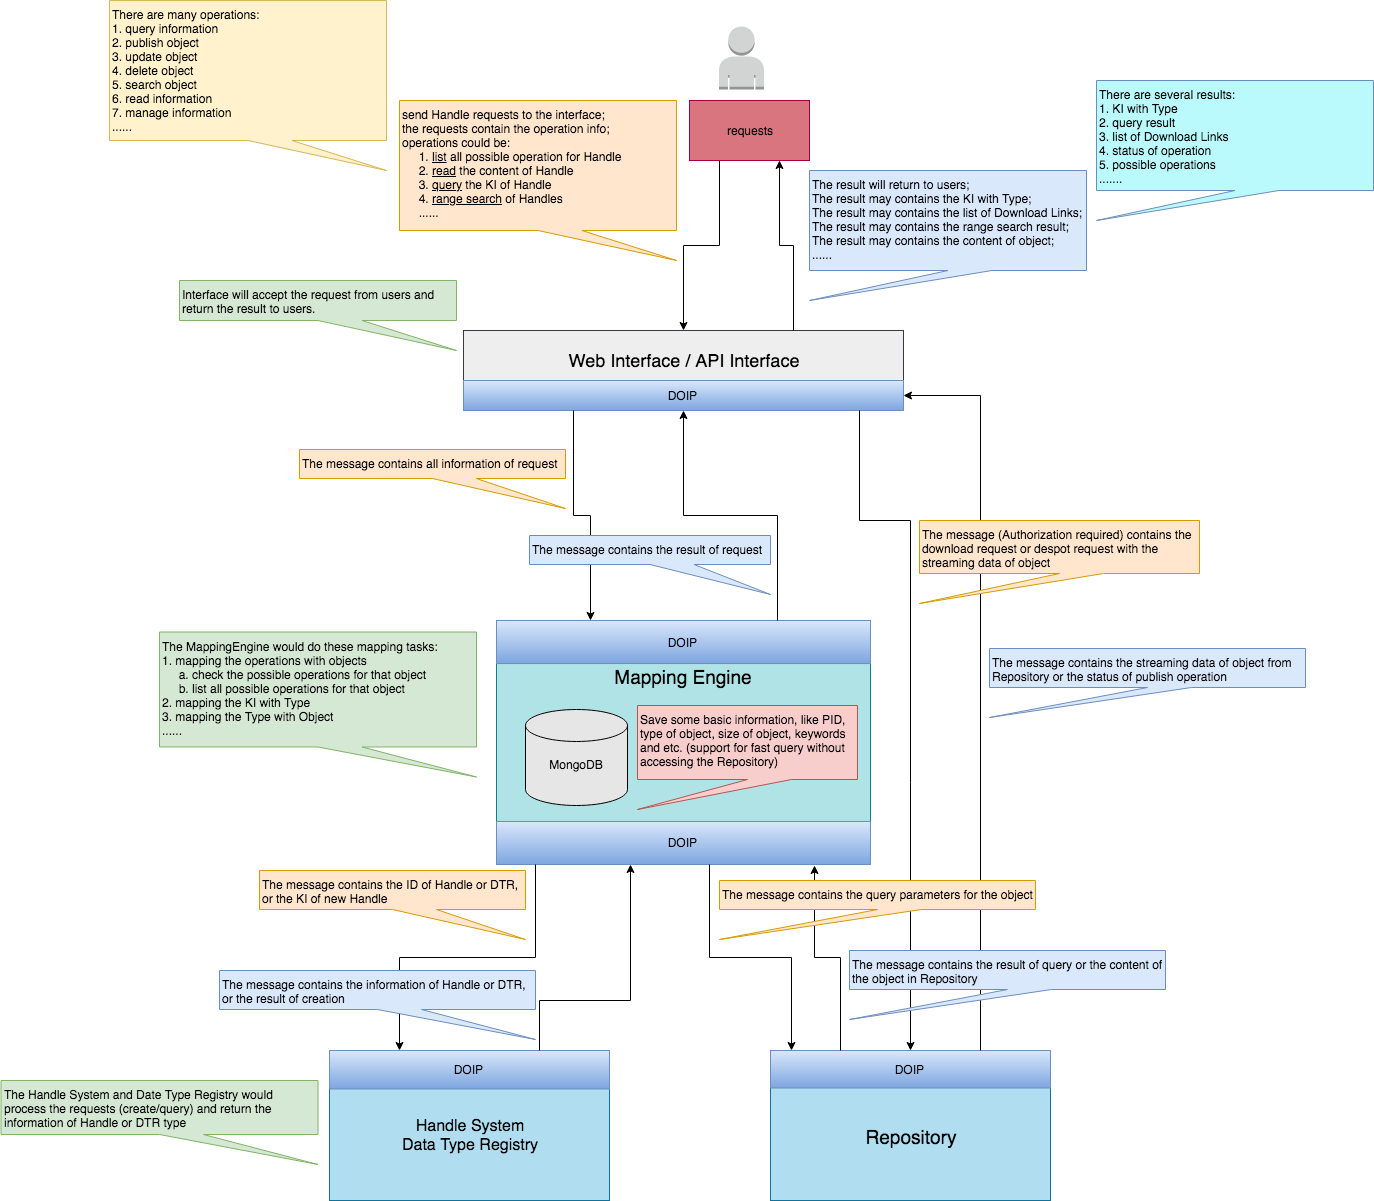 There are many operations:
1. query information
2. publish object
3. update object
4. delete object
5. search object
6. read information
7. manage information
......
send Handle requests to the interface;
the requests contain the operation info;
operations could be:
1. list all possible operation for Handle
2. read the content of Handle
3. query the KI of Handle
4. range search of Handles
......
requests
There are several results:
1. KI with Type
2. query result
3. list of Download Links
4. status of operation
5. possible operations
.......
The result will return to users;
The result may contains the KI with Type;
The result may contains the list of Download Links;
The result may contains the range search result;
The result may contains the content of object;
......
Interface will accept the request from users and
return the result to users.
Web Interface / API Interface
DOIP
The message contains all information of request
The message contains the result of request
The message (Authorization required) contains the
download request or despot request with the
streaming data of object
DOIP
Mapping Engine
The MappingEngine would do these mapping tasks:
1. mapping the operations with objects
a. check the possible operations for that object
b. list all possible operations for that object
2. mapping the KI with Type
3. mapping the Type with Object
......
The message contains the streaming data of object from
Repository or the status of publish operation
MongoDB
Save some basic information, like PID,
type of object, size of object, keywords
and etc. (support for fast query without
accessing the Repository)
DOIP
The message contains the ID of Handle or DTR,
or the KI of new Handle
The message contains the query parameters for the object
The message contains the information of Handle or DTR,
or the result of creation
The message contains the result of query or the content of
the object in Repository
DOIP
Handle System
Data Type Registry
The Handle System and Date Type Registry would
process the requests (create/query) and return the
information of Handle or DTR type
DOIP
Repository